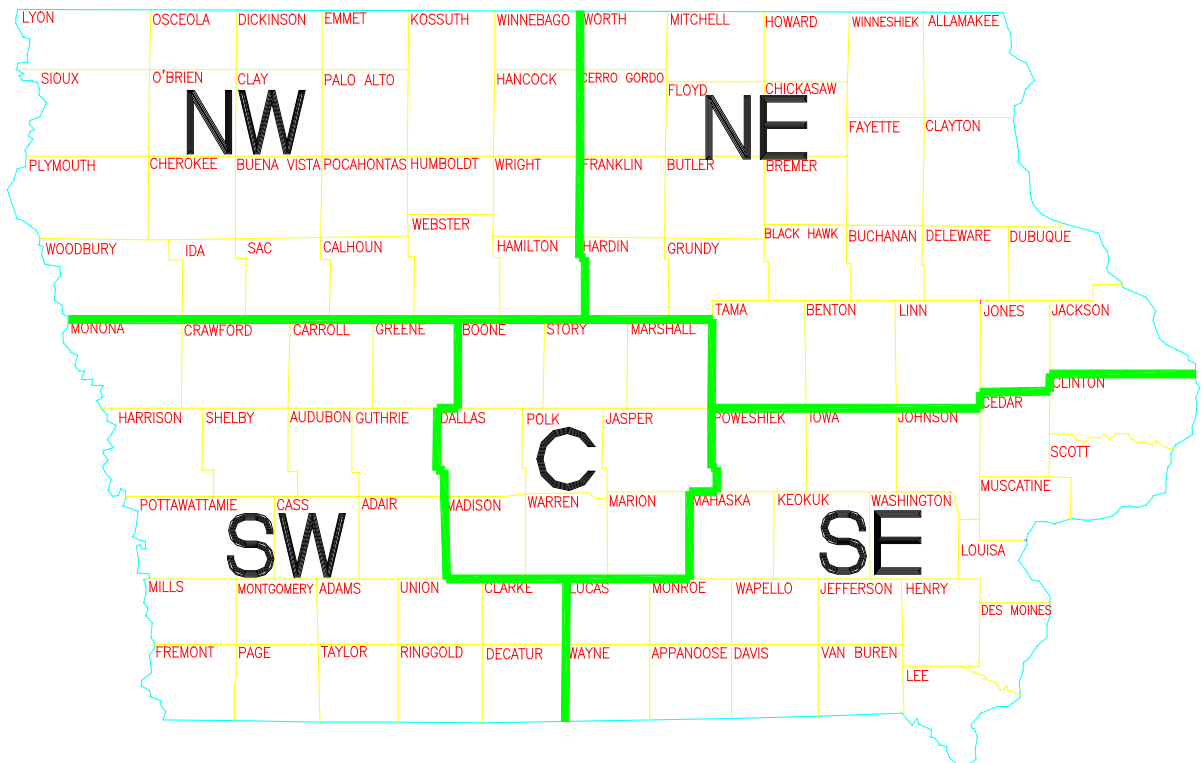 LYON OSCEOLA DICKINSON EMMET KOSSUTH WINNEBAGO WORTH MITCHELL HOWARD WINNESHIEK ALLAMAKEE
SIOUX O'BRIEN CLAY PALO ALTO HANCOCK CERRO GORDO FLOYD CHICKASAW
NW NE
FAYETTE CLAYTON
PLYMOUTH CHEROKEE BUENA VISTA POCAHONTAS HUMBOLDT WRIGHT FRANKLIN BUTLER BREMER
WEBSTER
WOODBURY IDA SAC CALHOUN HAMILTON HARDIN GRUNDY BLACK HAWK BUCHANAN DELEWARE DUBUQUE
TAMA BENTON LINN JONES JACKSON
MONONA CRAWFORD CARROLL GREENE BOONE STORY MARSHALL
CLINTON
HARRISON SHELBY AUDUBON GUTHRIE DALLAS POLK JASPER POWESHIEK IOWA JOHNSON CEDAR
C
SCOTT
MUSCATINE
POTTAWATTAMIE CASS ADAIR MADISON WARREN MARION MAHASKA KEOKUK WASHINGTON
SW SE
LOUISA
MILLS MONTGOMERY ADAMS UNION CLARKE LUCAS MONROE WAPELLO JEFFERSON HENRY
DES MOINES
FREMONT PAGE TAYLOR RINGGOLD DECATUR WAYNE APPANOOSE DAVIS VAN BUREN
LEE